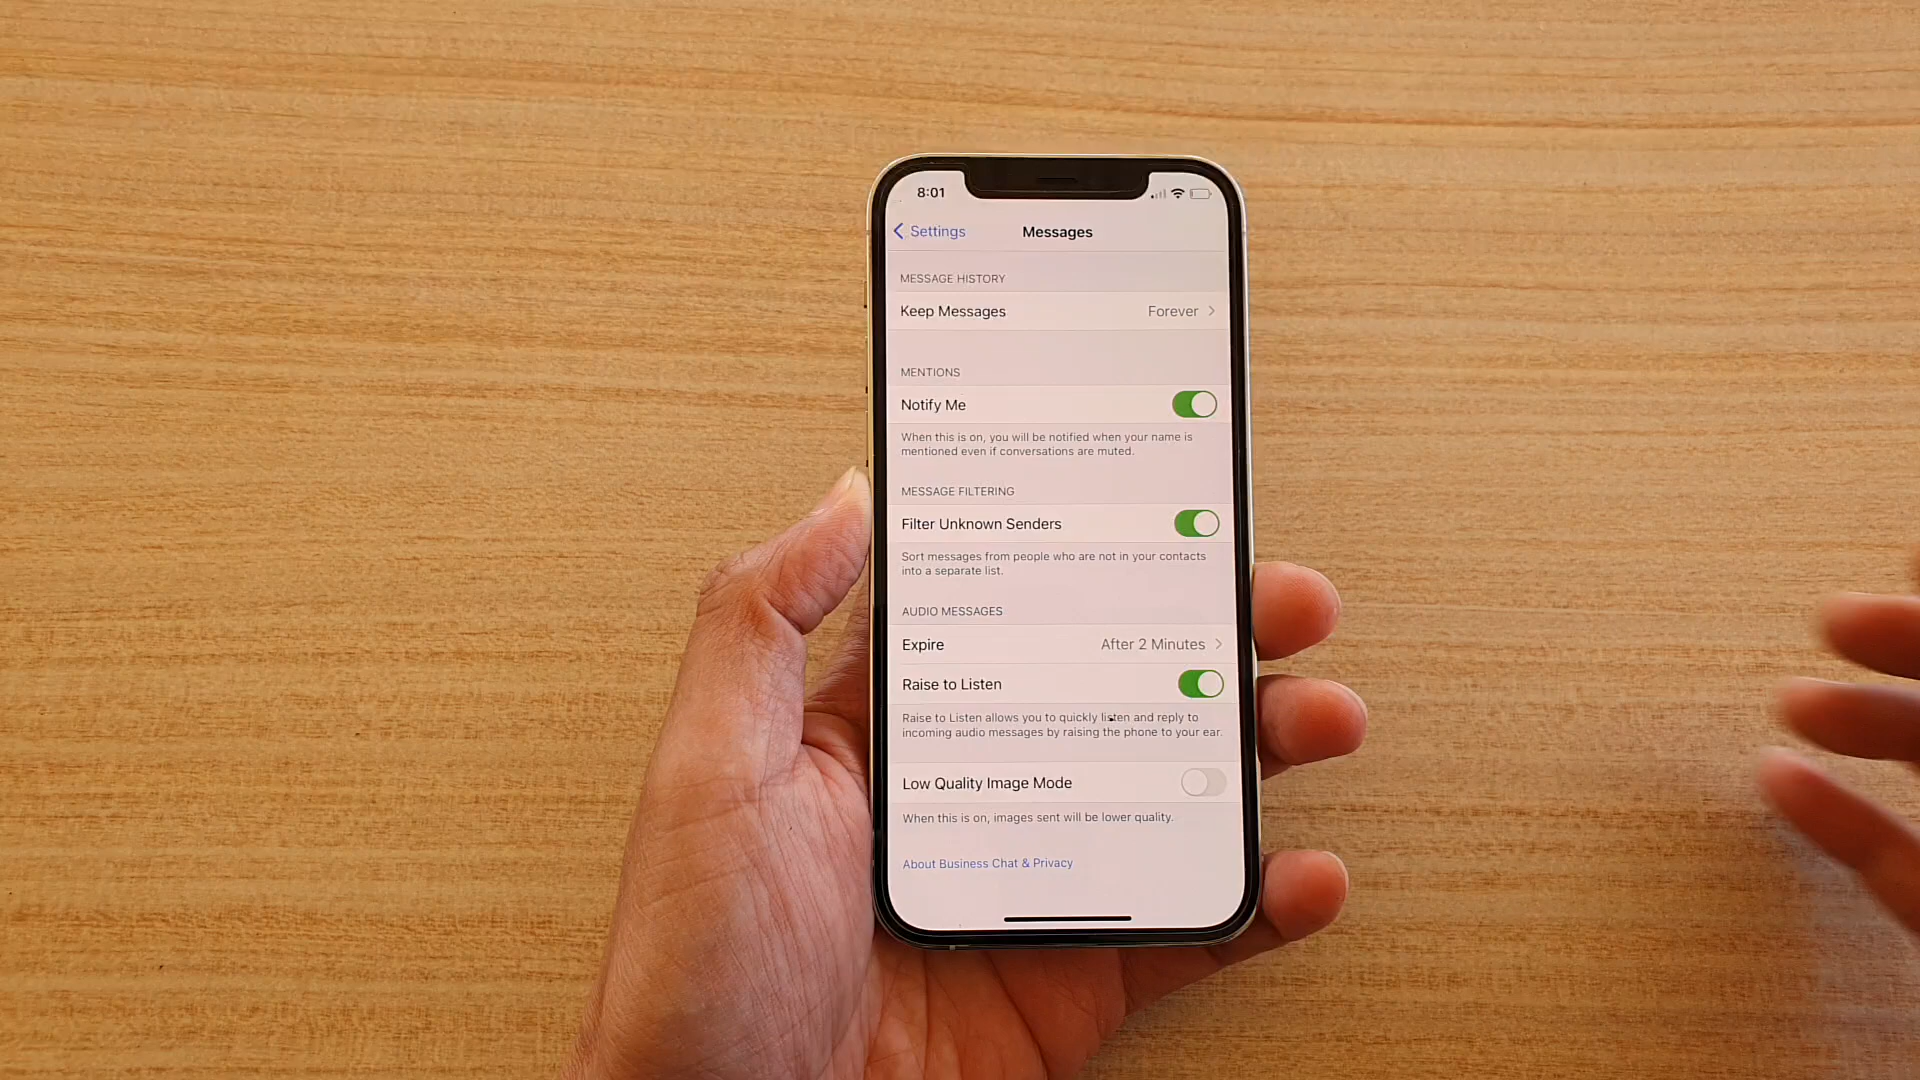 8:01
Settings
Messages
MESSAGE HISTORY
Keep Messages Forever
MENTIONS
Notify Me
When this is on, you will be notified when your name is
mentioned even if conversations are muted.
MESSAGE FILTERING
Filter Unknown Senders
Sort messages from people who are not in your contacts
into a separate list.
AUDIO MESSAGES
Expire After 2 Minutes
Raise to Listen
Raise to Listen allows you to quickly listen and reply to
incoming audio messages by raising the phone to your ear.
Low Quality Image Mode
When this is on, images sent will be lower quality.
About Business Chat & Privacy